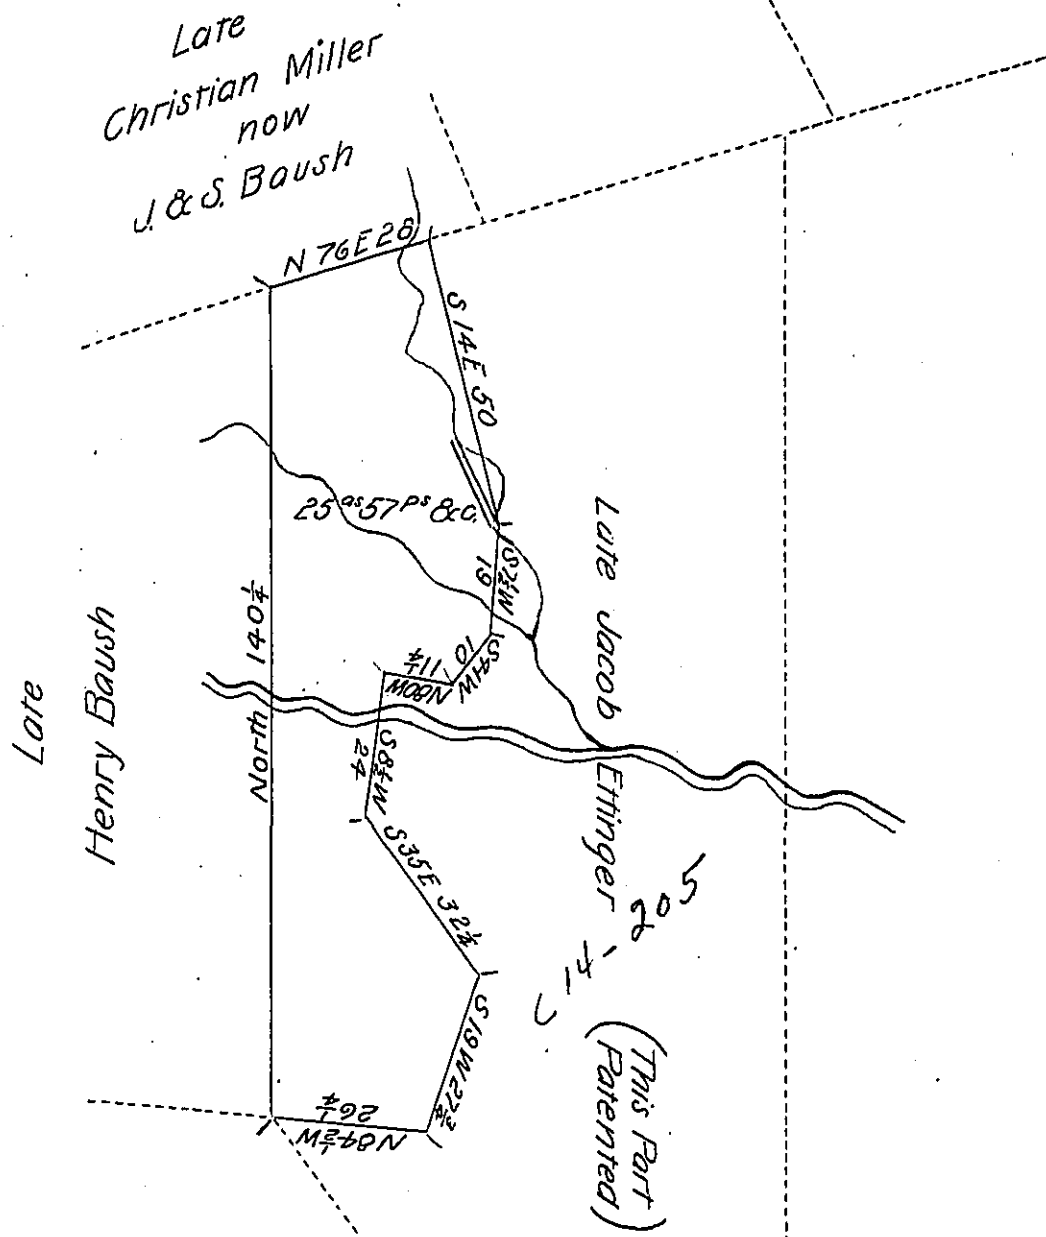 Late
Christian Miller
now
J. & S. Baush
N 76 E 28
S 14 E 50
25 as 57 ps &c.
S 7½ W
19
S 41 W
10
N 80 W
11¼
S 8½ W
24
S 35 E 32¼
S 19 W 27¾
N 84½ W
26¼
North 140¼
Late
Henry Baush
Late Jacob Ettinger
C 14 - 205
(This Part
Patented)